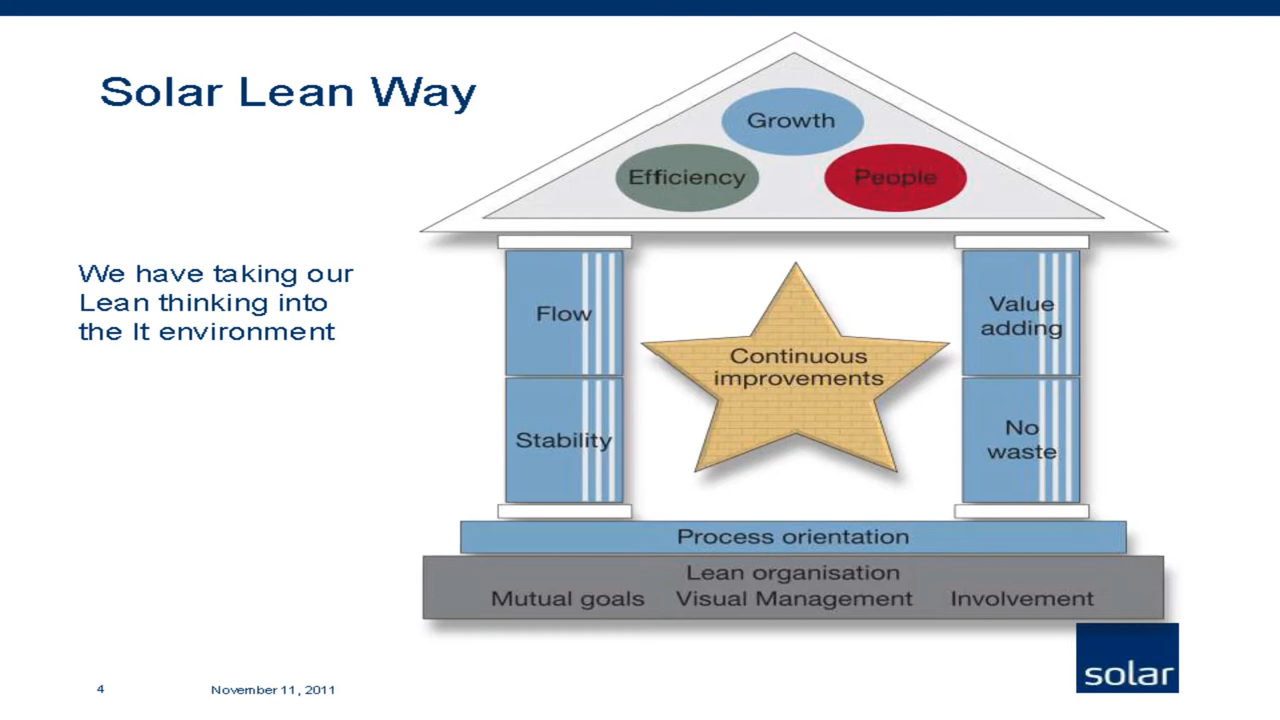 Solar Lean Way
We have taking our
Lean thinking into
the It environment
Growth
Efficiency
People
Flow
Stability
Continuous
improvements
Value
adding
No
waste
Process orientation
Lean organisation
Mutual goals Visual Management Involvement
solar
4 November 11, 2011